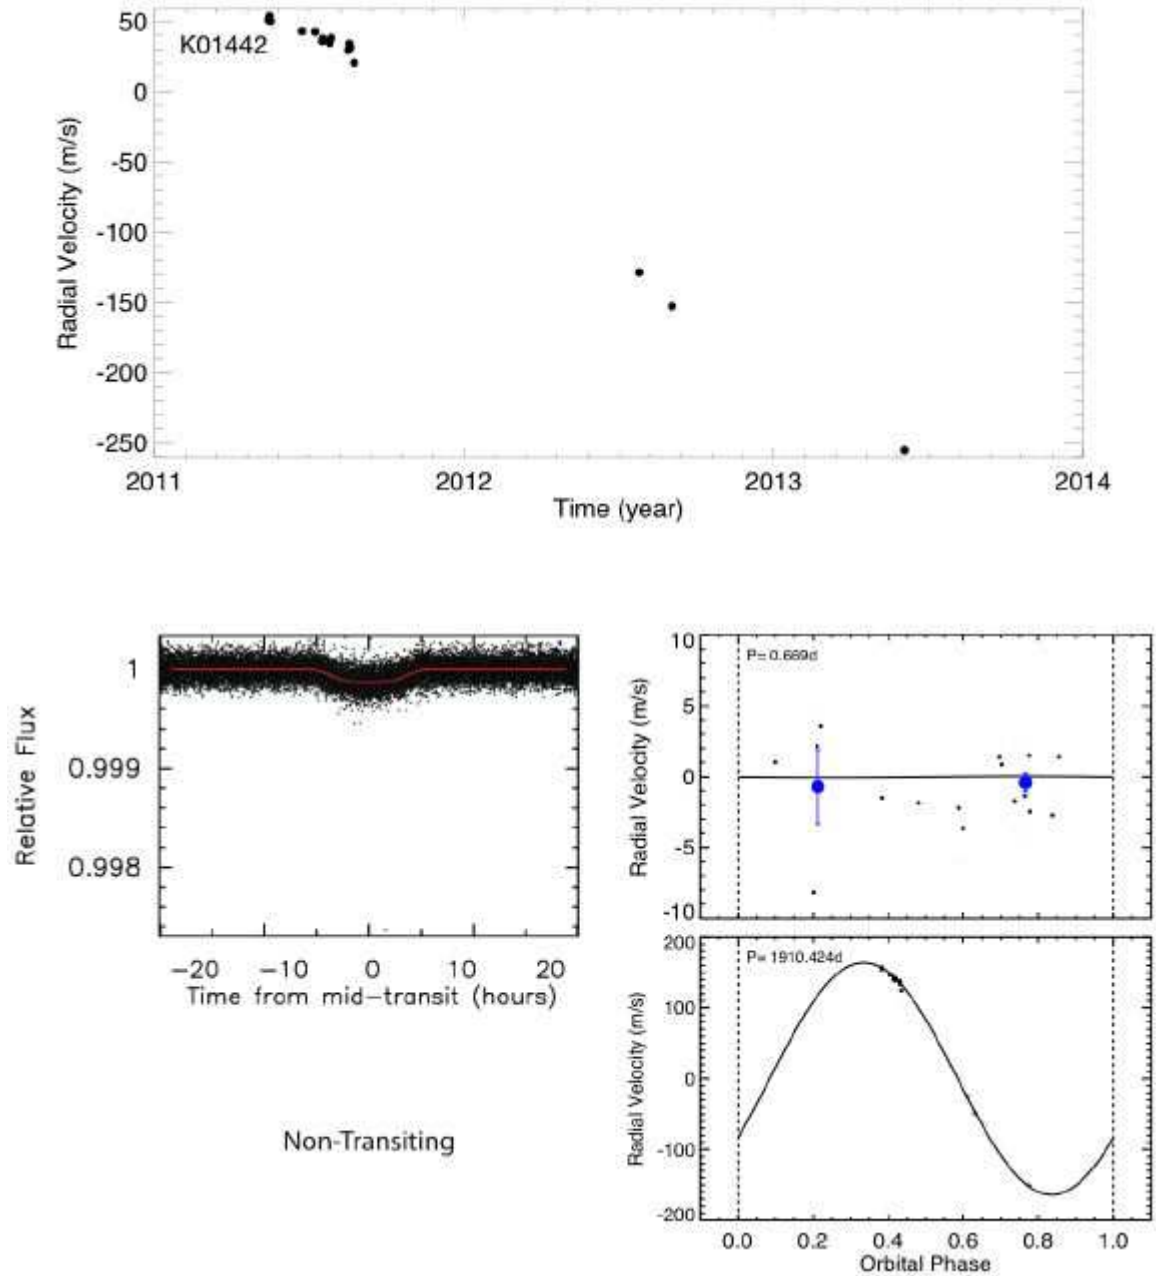 50
K01442
0
-50
-100
-150
-200
-250
Radial Velocity (m/s)
2011 2012 2013 2014
Time (year)
1
0.999
0.998
Relative Flux
−20 −10 0 10 20
Time from mid−transit (hours)
Non-Transiting
10
P= 0.669d
5
0
-5
-10
Radial Velocity (m/s)
200
P= 1910.424d
100
0
-100
-200
Radial Velocity (m/s)
0.0 0.2 0.4 0.6 0.8 1.0
Orbital Phase